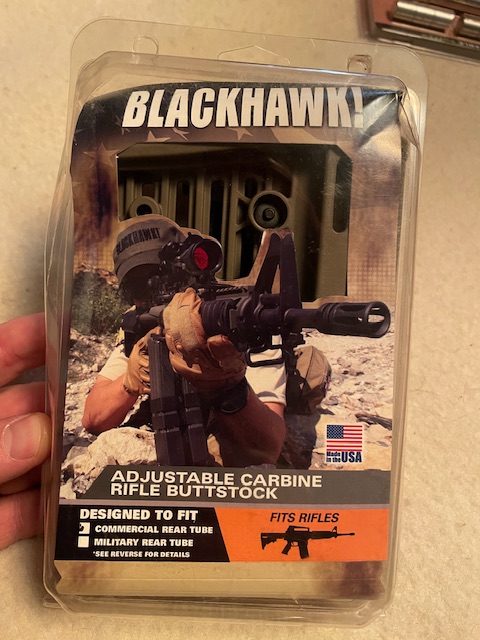 BLACKHAWK!
BLACKHAWK!
Made
in the USA
ADJUSTABLE CARBINE
RIFLE BUTTSTOCK
DESIGNED TO FIT
COMMERCIAL REAR TUBE
MILITARY REAR TUBE
*SEE REVERSE FOR DETAILS
FITS RIFLES